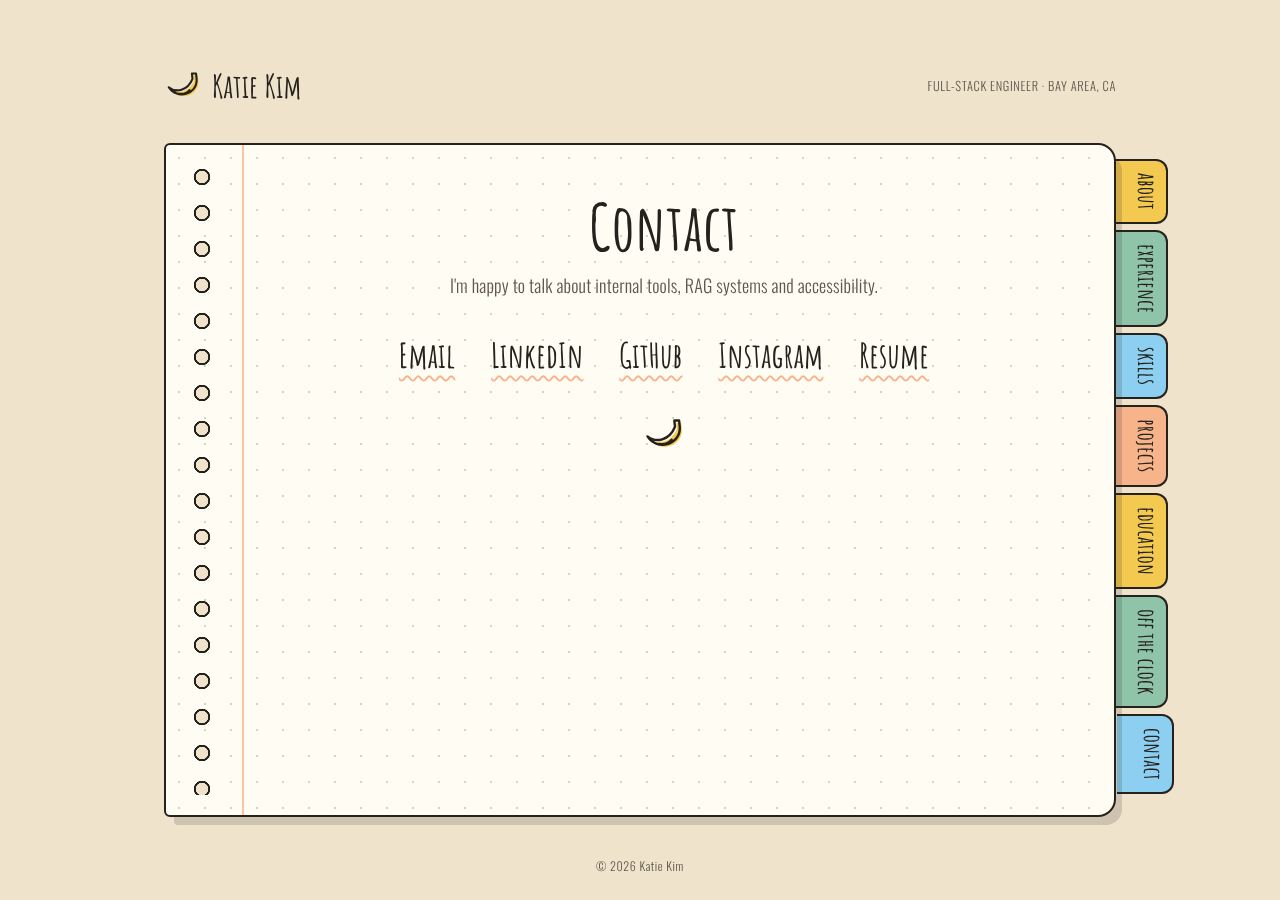 Katie Kim
FULL-STACK ENGINEER · BAY AREA, CA
Contact
I'm happy to talk about internal tools, RAG systems and accessibility.
Email LinkedIn GitHub Instagram Resume
ABOUT
EXPERIENCE
SKILLS
PROJECTS
EDUCATION
OFF THE CLOCK
CONTACT
© 2026 Katie Kim